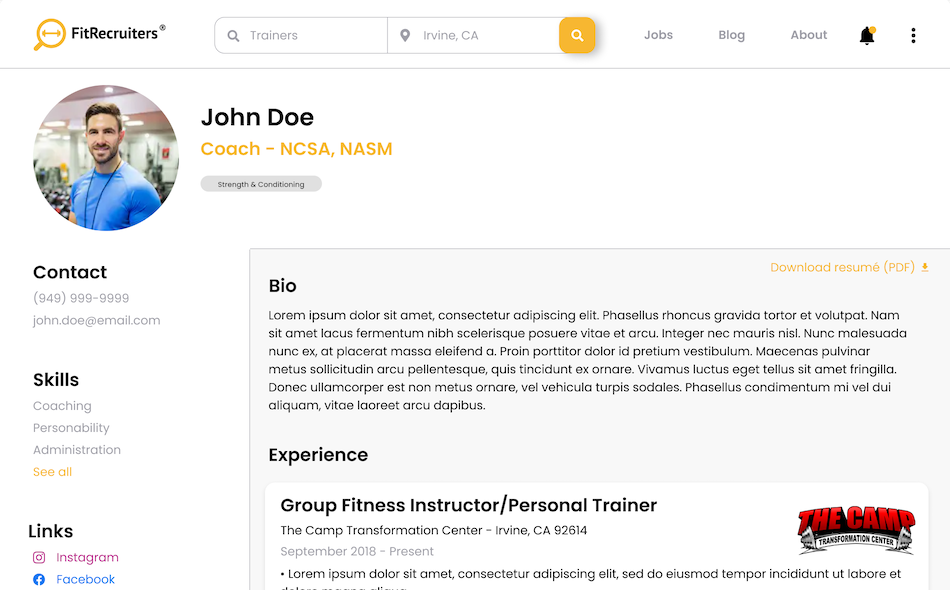 FitRecruiters®
Trainers
Irvine, CA
Jobs
Blog
About
John Doe
Coach - NCSA, NASM
Strength & Conditioning
Contact
(949) 999-9999
john.doe@email.com
Skills
Coaching
Personability
Administration
See all
Links
Instagram
Facebook
Download resumé (PDF)
Bio
Lorem ipsum dolor sit amet, consectetur adipiscing elit. Phasellus rhoncus gravida tortor et volutpat. Nam
sit amet lacus fermentum nibh scelerisque posuere vitae et arcu. Integer nec mauris nisl. Nunc malesuada
nunc ex, at placerat massa eleifend a. Proin porttitor dolor id pretium vestibulum. Maecenas pulvinar
metus sollicitudin arcu pellentesque, quis tincidunt ex ornare. Vivamus luctus eget tellus sit amet fringilla.
Donec ullamcorper est non metus ornare, vel vehicula turpis sodales. Phasellus condimentum mi vel dui
aliquam, vitae laoreet arcu dapibus.
Experience
Group Fitness Instructor/Personal Trainer
The Camp Transformation Center - Irvine, CA 92614
September 2018 - Present
THE CAMP
TRANSFORMATION CENTER
• Lorem ipsum dolor sit amet, consectetur adipiscing elit, sed do eiusmod tempor incididunt ut labore et